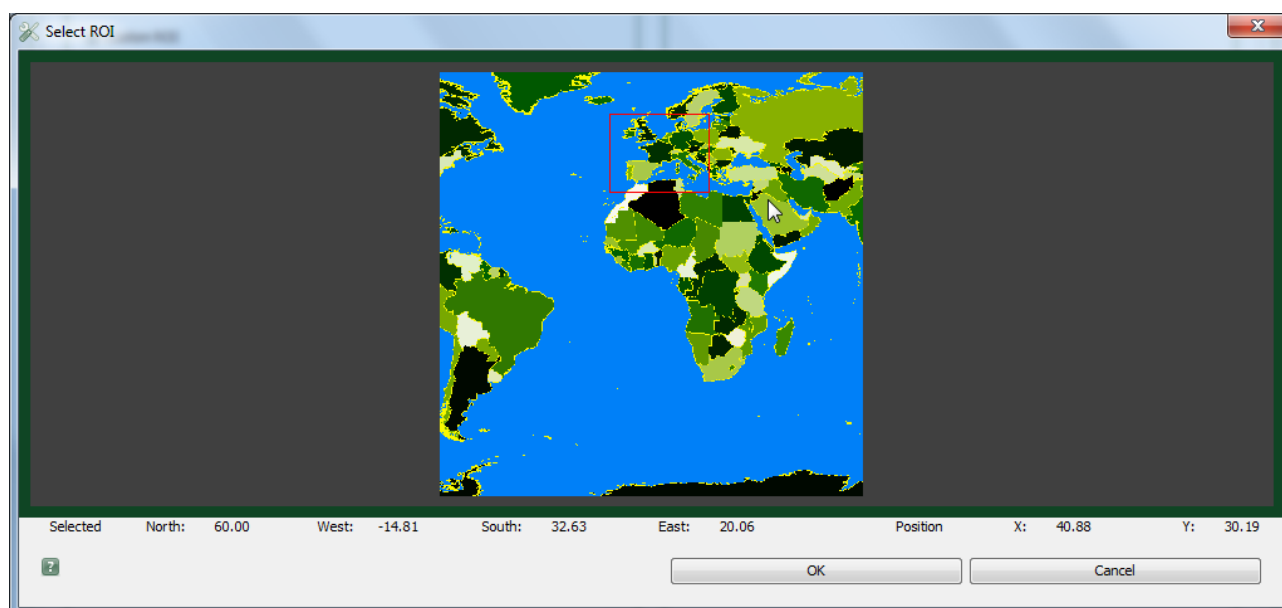 Select ROI
Selected North: 60.00 West: -14.81 South: 32.63 East: 20.06 Position X: 40.88 Y: 30.19
? OK Cancel